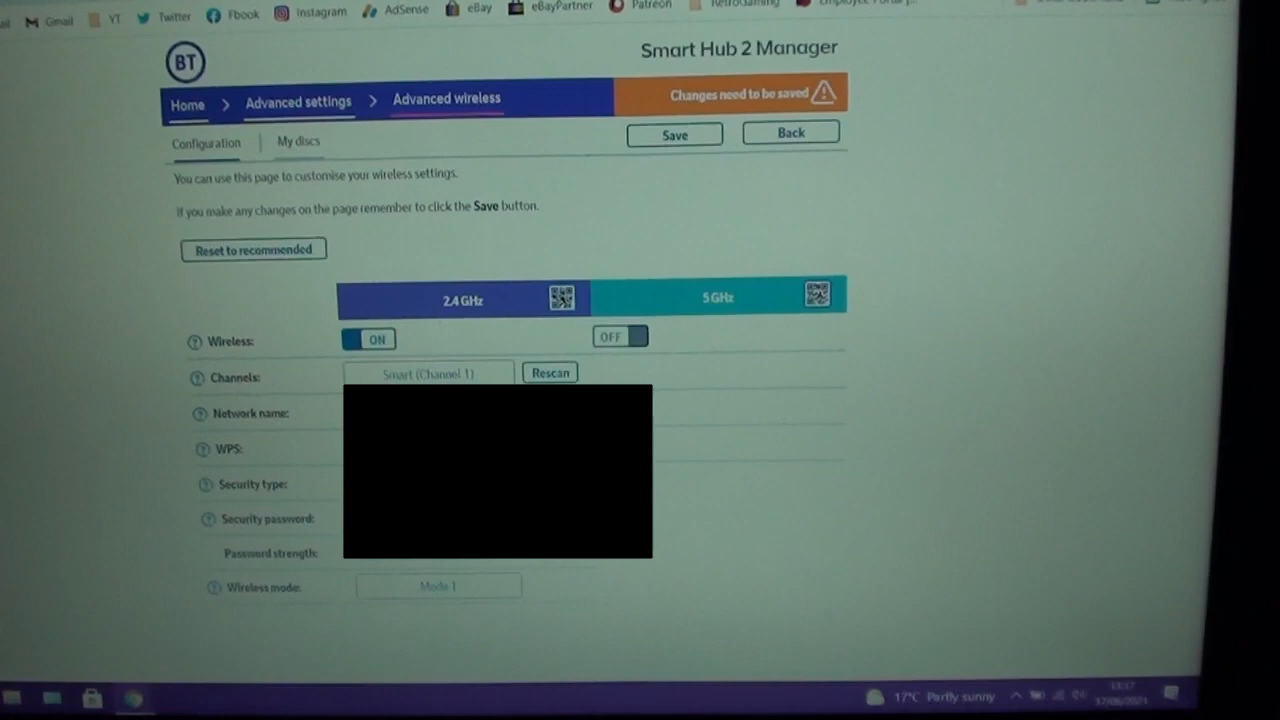 Gmail YT Twitter Fbook Instagram AdSense eBay eBayPartner Patreon RetroGaming
BT
Smart Hub 2 Manager
Home > Advanced settings > Advanced wireless
Changes need to be saved
Configuration | My discs
Save Back
You can use this page to customise your wireless settings.
If you make any changes on the page remember to click the Save button.
Reset to recommended
2.4 GHz 5 GHz
? Wireless: ON OFF
? Channels: Smart (Channel 1) Rescan
? Network name:
? WPS:
? Security type:
? Security password:
Password strength:
? Wireless mode: Mode 1
17°C Partly sunny